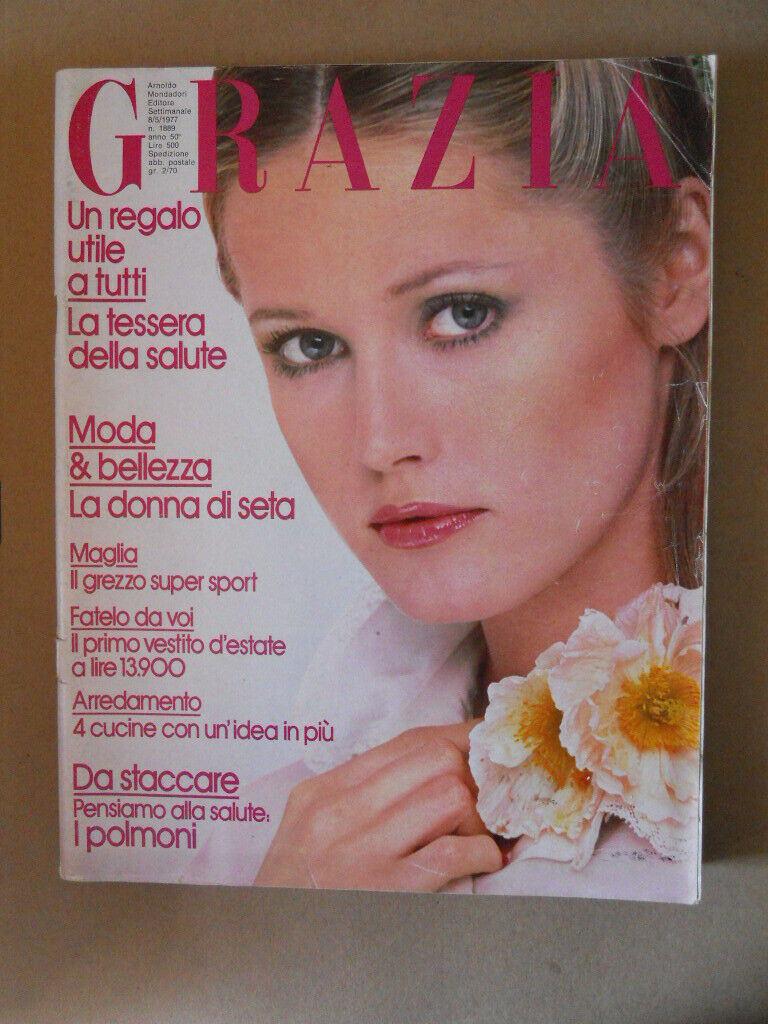 GRAZIA
Arnoldo
Mondadori
Editore
Settimanale
8/5/1977
n. 1889
anno 50°
Lire 500
Spedizione
abb. postale
gr. 2/70
Un regalo
utile
a tutti
La tessera
della salute
Moda
& bellezza
La donna di seta
Maglia
Il grezzo super sport
Fatelo da voi
Il primo vestito d'estate
a lire 13.900
Arredamento
4 cucine con un'idea in più
Da staccare
Pensiamo alla salute:
I polmoni